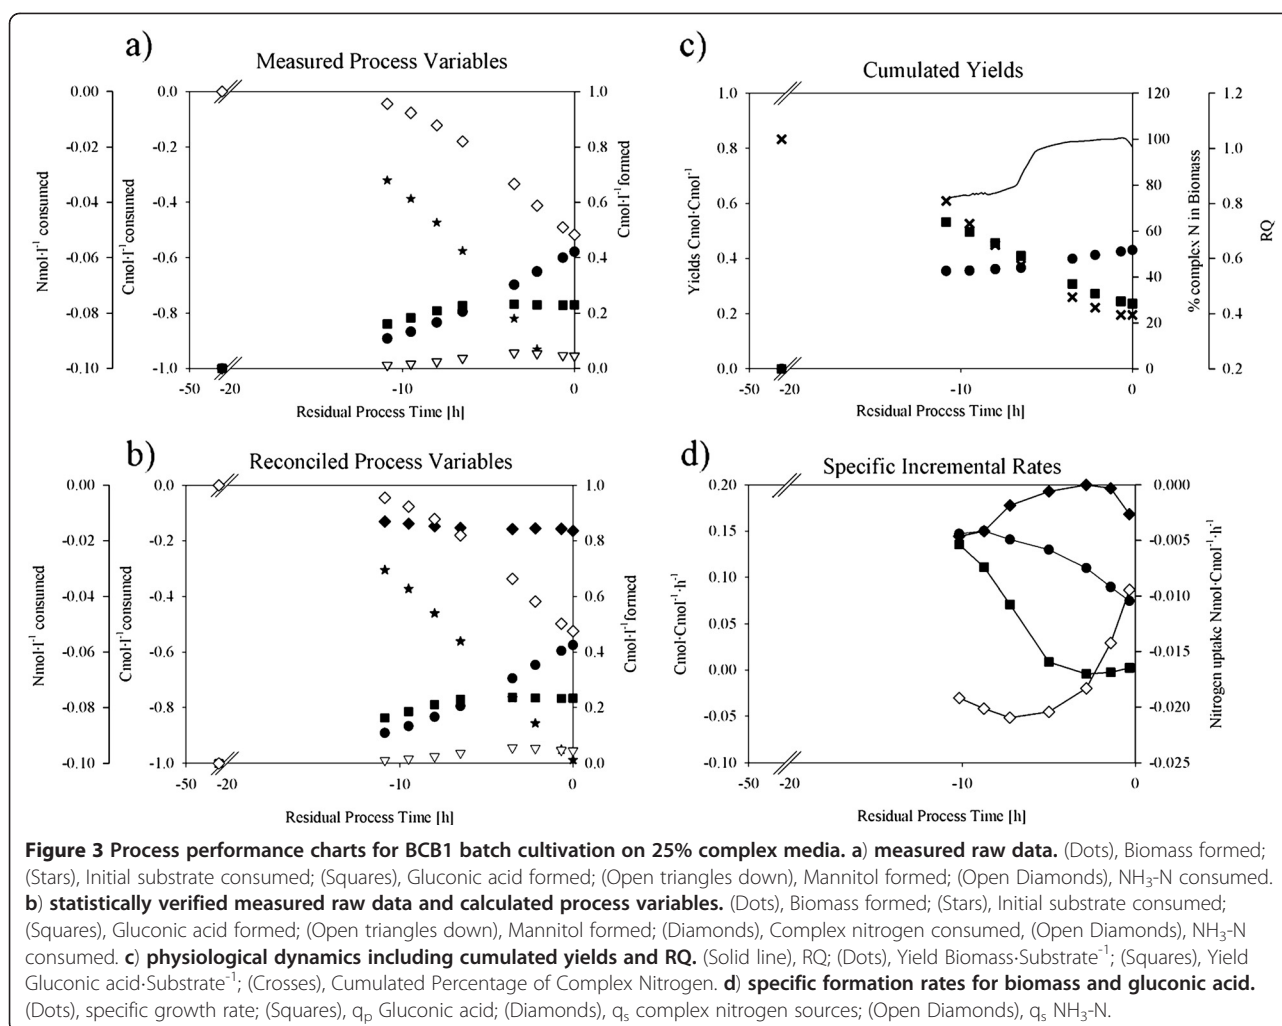 a)
Measured Process Variables
0.00
-0.02
-0.04
-0.06
-0.08
-0.10
Nmol·l⁻¹ consumed
0.0
-0.2
-0.4
-0.6
-0.8
-1.0
Cmol·l⁻¹consumed
1.0
0.8
0.6
0.4
0.2
0.0
Cmol·l⁻¹formed
-50 -20 -10 0
Residual Process Time [h]
c)
Cumulated Yields
1.0
0.8
0.6
0.4
0.2
0.0
Yields Cmol·Cmol⁻¹
120
100
80
60
40
20
0
% complex N in Biomass
1.2
1.0
0.8
0.6
0.4
0.2
RQ
-50 -20 -10 0
Residual Process Time [h]
b)
Reconciled Process Variables
0.00
-0.02
-0.04
-0.06
-0.08
-0.10
Nmol·l⁻¹ consumed
0.0
-0.2
-0.4
-0.6
-0.8
-1.0
Cmol·l⁻¹consumed
1.0
0.8
0.6
0.4
0.2
0.0
Cmol·l⁻¹formed
-50 -20 -10 0
Residual Process Time [h]
d)
Specific Incremental Rates
0.20
0.15
0.10
0.05
0.00
-0.05
-0.10
Cmol·Cmol⁻¹·h⁻¹
0.000
-0.005
-0.010
-0.015
-0.020
-0.025
Nitrogen uptake Nmol·Cmol⁻¹·h⁻¹
-50 -20 -10 0
Residual Process Time [h]
Figure 3 Process performance charts for BCB1 batch cultivation on 25% complex media. a) measured raw data. (Dots), Biomass formed;
(Stars), Initial substrate consumed; (Squares), Gluconic acid formed; (Open triangles down), Mannitol formed; (Open Diamonds), NH₃-N consumed.
b) statistically verified measured raw data and calculated process variables. (Dots), Biomass formed; (Stars), Initial substrate consumed;
(Squares), Gluconic acid formed; (Open triangles down), Mannitol formed; (Diamonds), Complex nitrogen consumed, (Open Diamonds), NH₃-N
consumed. c) physiological dynamics including cumulated yields and RQ. (Solid line), RQ; (Dots), Yield Biomass·Substrate⁻¹; (Squares), Yield
Gluconic acid·Substrate⁻¹; (Crosses), Cumulated Percentage of Complex Nitrogen. d) specific formation rates for biomass and gluconic acid.
(Dots), specific growth rate; (Squares), qₚ Gluconic acid; (Diamonds), qₛ complex nitrogen sources; (Open Diamonds), qₛ NH₃-N.